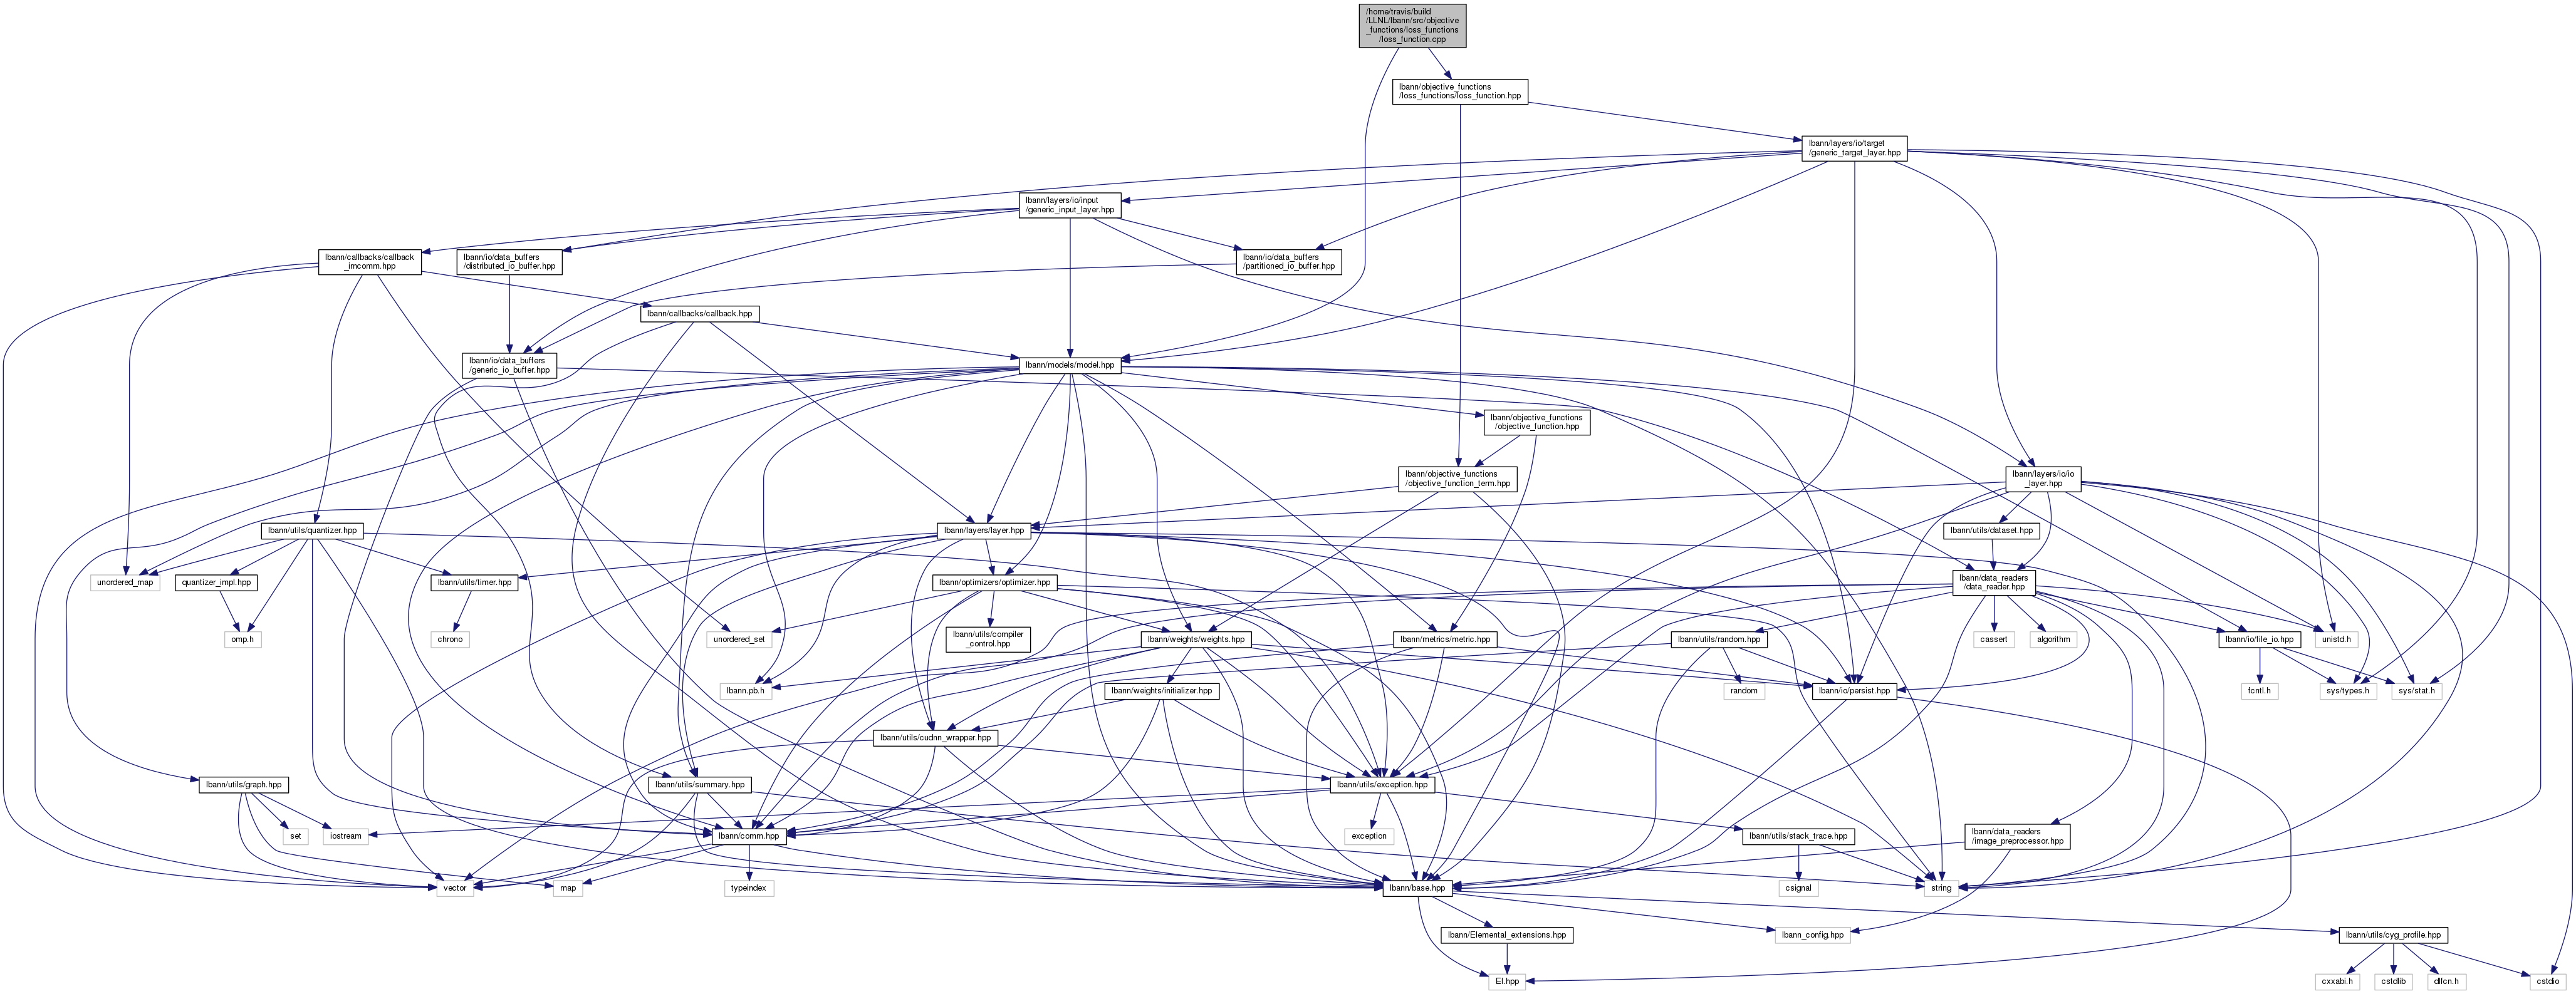 /home/travis/build
/LLNL/lbann/src/objective
_functions/loss_functions
/loss_function.cpp
lbann/objective_functions
/loss_functions/loss_function.hpp
lbann/layers/io/target
/generic_target_layer.hpp
lbann/layers/io/input
/generic_input_layer.hpp
lbann/callbacks/callback
_imcomm.hpp
lbann/io/data_buffers
/distributed_io_buffer.hpp
lbann/io/data_buffers
/partitioned_io_buffer.hpp
lbann/callbacks/callback.hpp
lbann/io/data_buffers
/generic_io_buffer.hpp
lbann/models/model.hpp
lbann/objective_functions
/objective_function.hpp
lbann/objective_functions
/objective_function_term.hpp
lbann/layers/io/io
_layer.hpp
lbann/utils/quantizer.hpp
lbann/layers/layer.hpp
lbann/utils/dataset.hpp
unordered_map
quantizer_impl.hpp
lbann/utils/timer.hpp
lbann/optimizers/optimizer.hpp
lbann/data_readers
/data_reader.hpp
omp.h
chrono
unordered_set
lbann/utils/compiler
_control.hpp
lbann/weights/weights.hpp
lbann/metrics/metric.hpp
lbann/utils/random.hpp
cassert
algorithm
lbann/io/file_io.hpp
unistd.h
lbann.pb.h
lbann/weights/initializer.hpp
random
lbann/io/persist.hpp
fcntl.h
sys/types.h
sys/stat.h
lbann/utils/cudnn_wrapper.hpp
lbann/utils/graph.hpp
lbann/utils/summary.hpp
lbann/utils/exception.hpp
set
iostream
lbann/comm.hpp
exception
lbann/utils/stack_trace.hpp
lbann/data_readers
/image_preprocessor.hpp
vector
map
typeindex
lbann/base.hpp
csignal
string
lbann/Elemental_extensions.hpp
lbann_config.hpp
lbann/utils/cyg_profile.hpp
El.hpp
cxxabi.h
cstdlib
dlfcn.h
cstdio